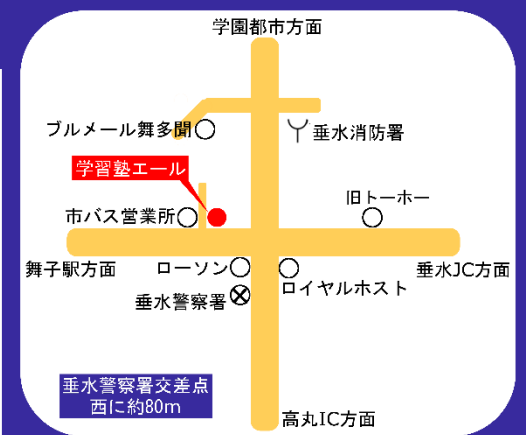 学園都市方面
ブルメール舞多聞
垂水消防署
学習塾エール
市バス営業所
旧トーホー
舞子駅方面
ローソン
垂水JC方面
ロイヤルホスト
垂水警察署
垂水警察署交差点
西に約80m
高丸IC方面